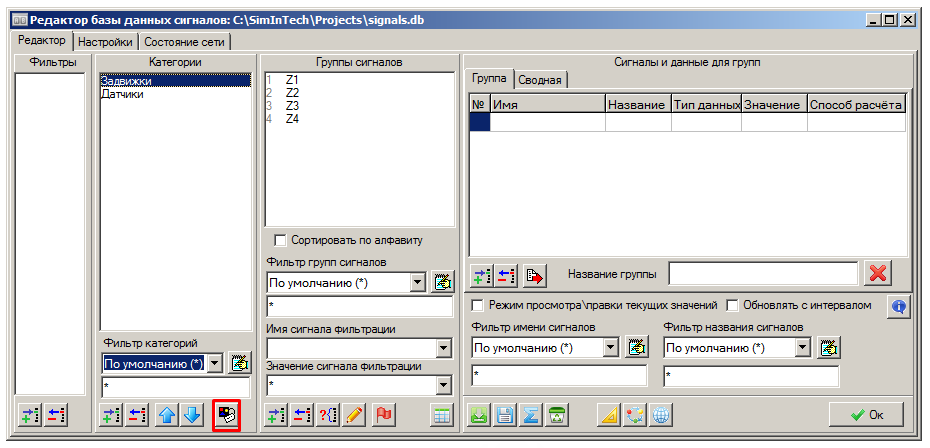 Редактор базы данных сигналов: C:\SimInTech\Projects\signals.db
Редактор Настройки Состояние сети
Фильтры
Категории
Задвижки
Датчики
Фильтр категорий
По умолчанию (*)
*
Группы сигналов
1 Z1
2 Z2
3 Z3
4 Z4
Сортировать по алфавиту
Фильтр групп сигналов
По умолчанию (*)
*
Имя сигнала фильтрации
Значение сигнала фильтрации
*
Сигналы и данные для групп
Группа Сводная
№ Имя Название Тип данных Значение Способ расчёта
Название группы
Режим просмотра\правки текущих значений Обновлять с интервалом
Фильтр имени сигналов Фильтр названия сигналов
По умолчанию (*) По умолчанию (*)
* *
Ок